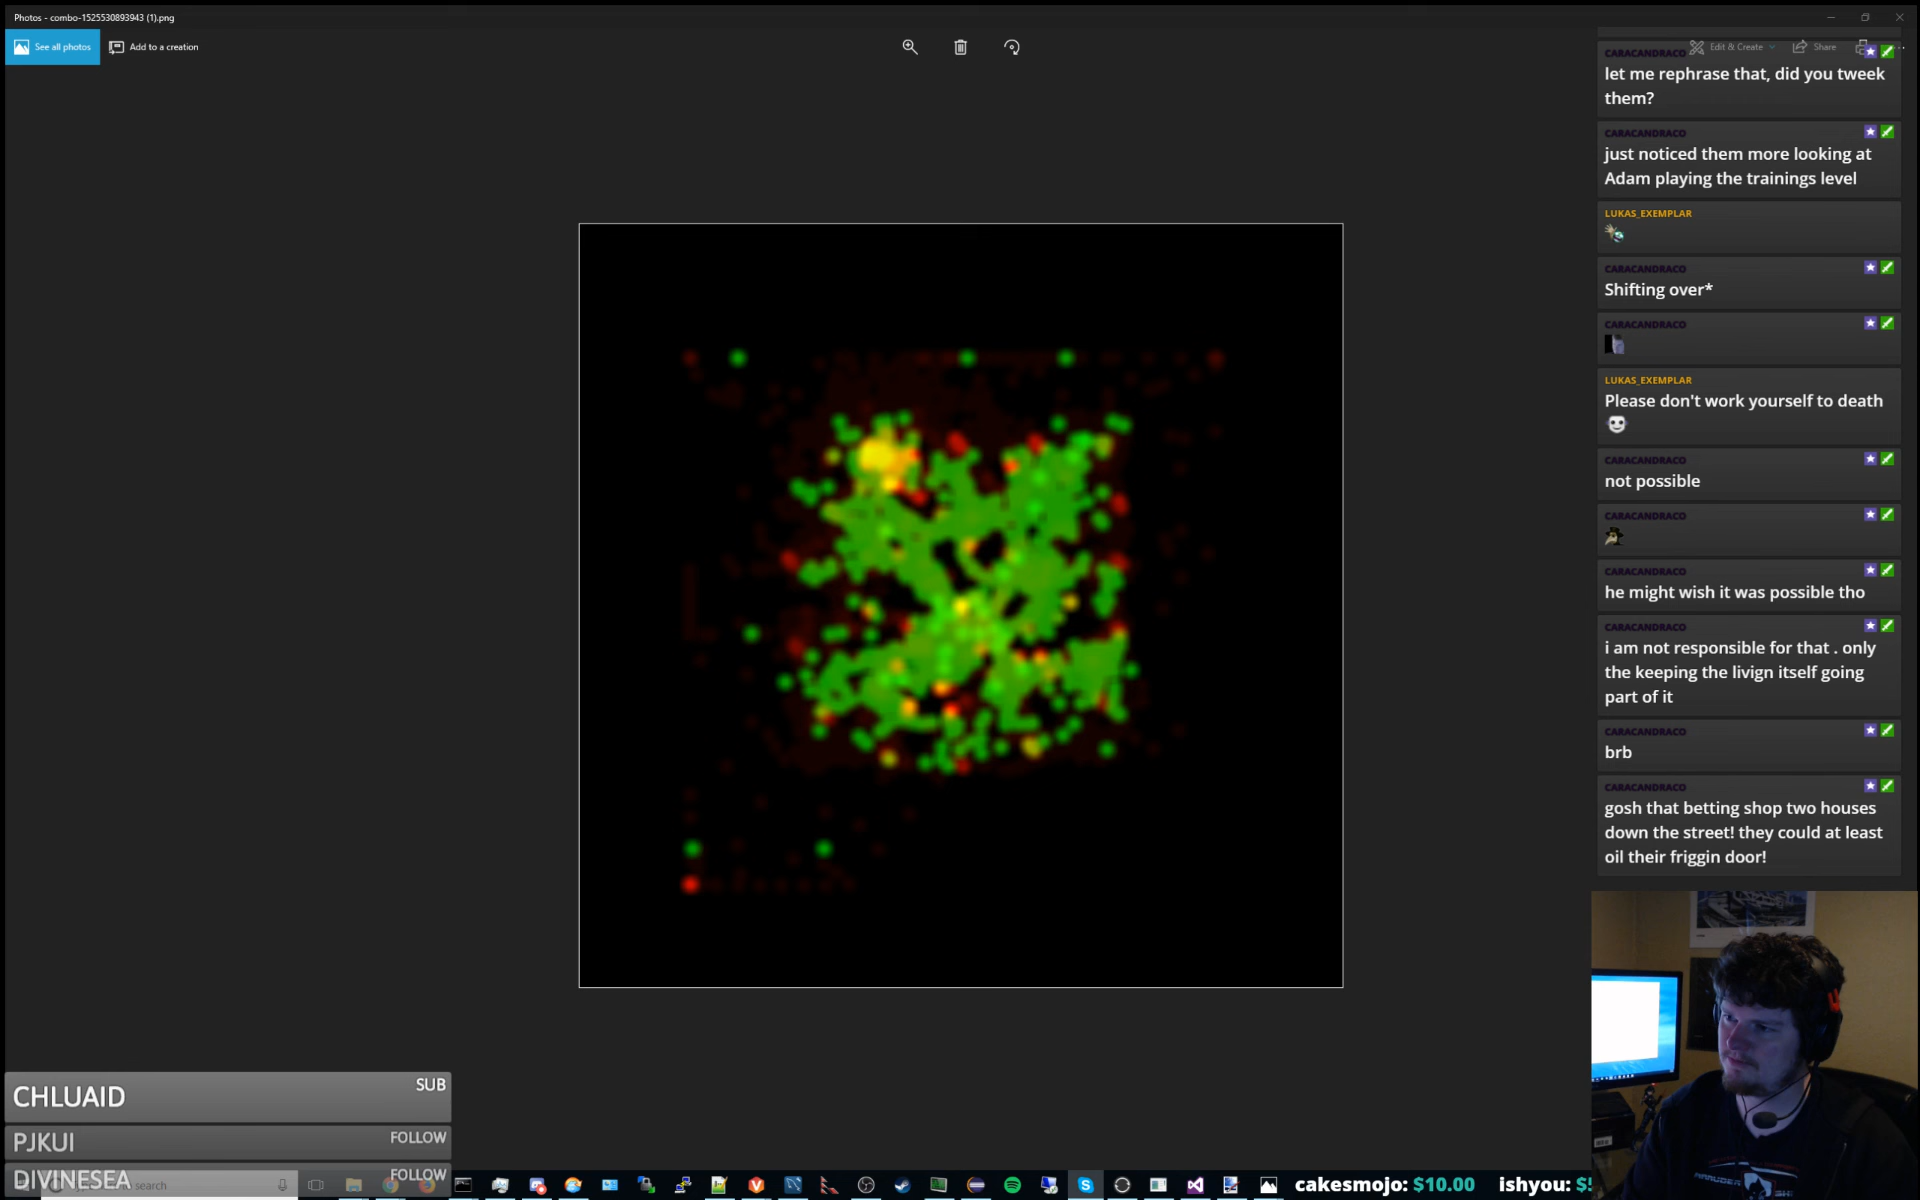 Photos - combo-1525530893943 (1).png
See all photos
Add to a creation
Edit & Create
Share
CARACANDRACO
let me rephrase that, did you tweek
them?
CARACANDRACO
just noticed them more looking at
Adam playing the trainings level
LUKAS_EXEMPLAR
CARACANDRACO
Shifting over*
CARACANDRACO
LUKAS_EXEMPLAR
Please don't work yourself to death
CARACANDRACO
not possible
CARACANDRACO
CARACANDRACO
he might wish it was possible tho
CARACANDRACO
i am not responsible for that . only
the keeping the livign itself going
part of it
CARACANDRACO
brb
CARACANDRACO
gosh that betting shop two houses
down the street! they could at least
oil their friggin door!
CHLUAID SUB
PJKUI FOLLOW
DIVINESEA FOLLOW
search
cakesmojo: $10.00 ishyou: